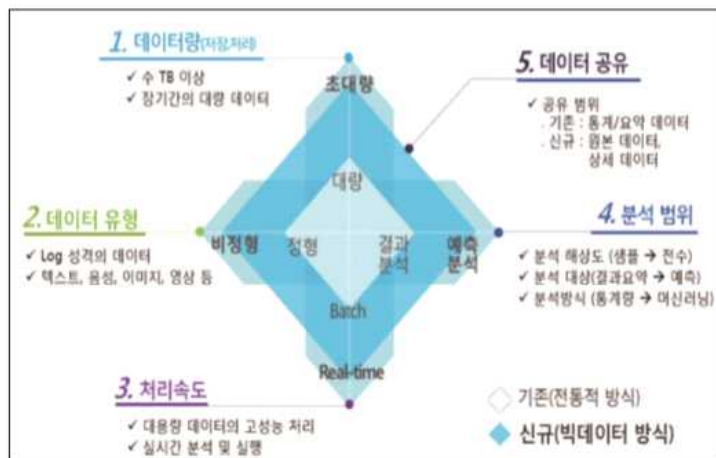 1. 데이터량(저장,처리)
✓ 수 TB 이상
✓ 장기간의 대량 데이터
초대량
5. 데이터 공유
✓ 공유 범위
. 기존 : 통계/요약 데이터
. 신규 : 원본 데이터,
상세 데이터
대량
2. 데이터 유형
✓ Log 성격의 데이터
✓ 텍스트, 음성, 이미지, 영상 등
비정형
정형
결과
분석
예측
분석
4. 분석 범위
✓ 분석 해상도 (샘플 → 전수)
✓ 분석 대상(결과요약 → 예측)
✓ 분석방식 (통계량 → 머신러닝)
Batch
Real-time
3. 처리속도
✓ 대용량 데이터의 고성능 처리
✓ 실시간 분석 및 실행
기존(전통적 방식)
신규(빅데이터 방식)